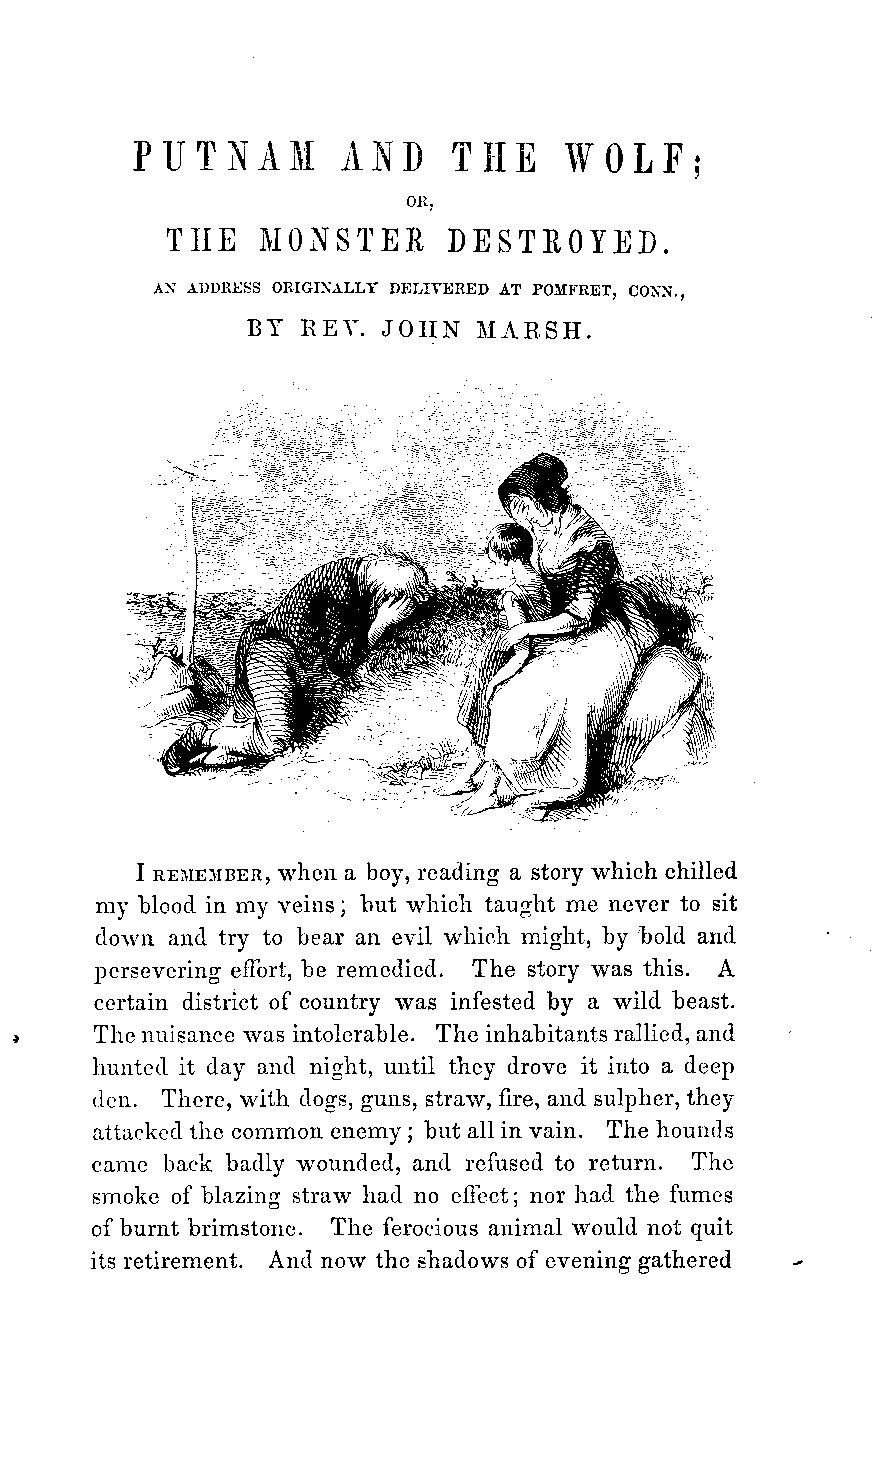 PUTNAM AND THE WOLF;
OR,
THE MONSTER DESTROYED.
AN ADDRESS ORIGINALLY DELIVERED AT POMFRET, CONN.,
BY REV. JOHN MARSH.
I REMEMBER, when a boy, reading a story which chilled
my blood in my veins; but which taught me never to sit
down and try to bear an evil which might, by bold and
persevering effort, be remedied. The story was this. A
certain district of country was infested by a wild beast.
The nuisance was intolerable. The inhabitants rallied, and
hunted it day and night, until they drove it into a deep
den. There, with dogs, guns, straw, fire, and sulpher, they
attacked the common enemy; but all in vain. The hounds
came back badly wounded, and refused to return. The
smoke of blazing straw had no effect; nor had the fumes
of burnt brimstone. The ferocious animal would not quit
its retirement. And now the shadows of evening gathered